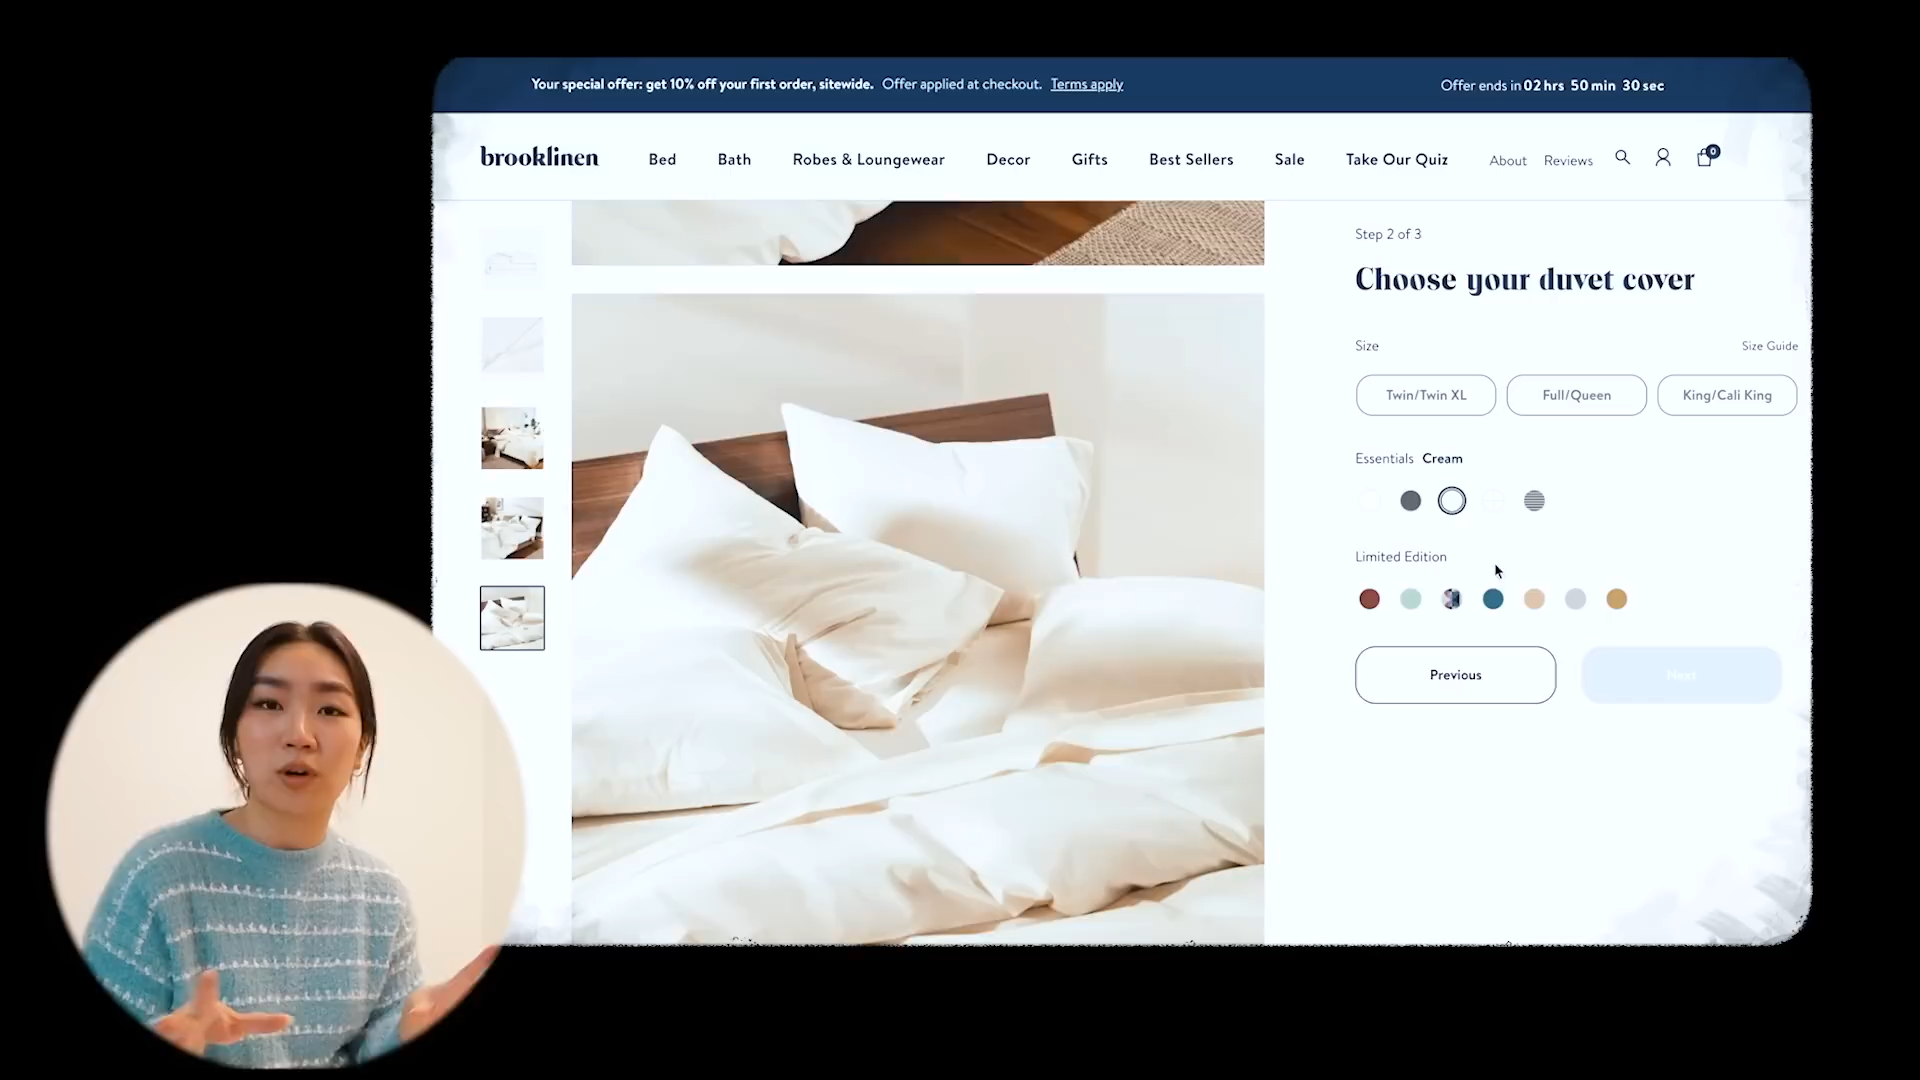 Your special offer: get 10% off your first order, sitewide. Offer applied at checkout. Terms apply
Offer ends in 02 hrs 50 min 30 sec
brooklinen Bed Bath Robes & Loungewear Decor Gifts Best Sellers Sale Take Our Quiz About Reviews 0
Step 2 of 3
Choose your duvet cover
Size Size Guide
Twin/Twin XL Full/Queen King/Cali King
Essentials Cream
Limited Edition
Previous Next